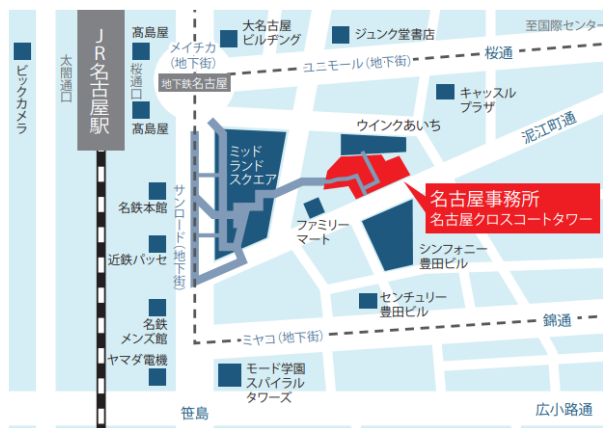 太閤通口
ビックカメラ
JR名古屋駅
髙島屋
桜通口
髙島屋
メイチカ
(地下街)
地下鉄名古屋
大名古屋
ビルヂング
ジュンク堂書店
至国際センター
桜通
ユニモール(地下街)
キャッスル
プラザ
泥江町通
ウインクあいち
ミッド
ランド
スクエア
名古屋事務所
名古屋クロスコートタワー
名鉄本館
サンロード(地下街)
ファミリー
マート
シンフォニー
豊田ビル
近鉄パッセ
センチュリー
豊田ビル
名鉄
メンズ館
ミヤコ(地下街)
錦通
ヤマダ電機
モード学園
スパイラル
タワーズ
笹島
広小路通